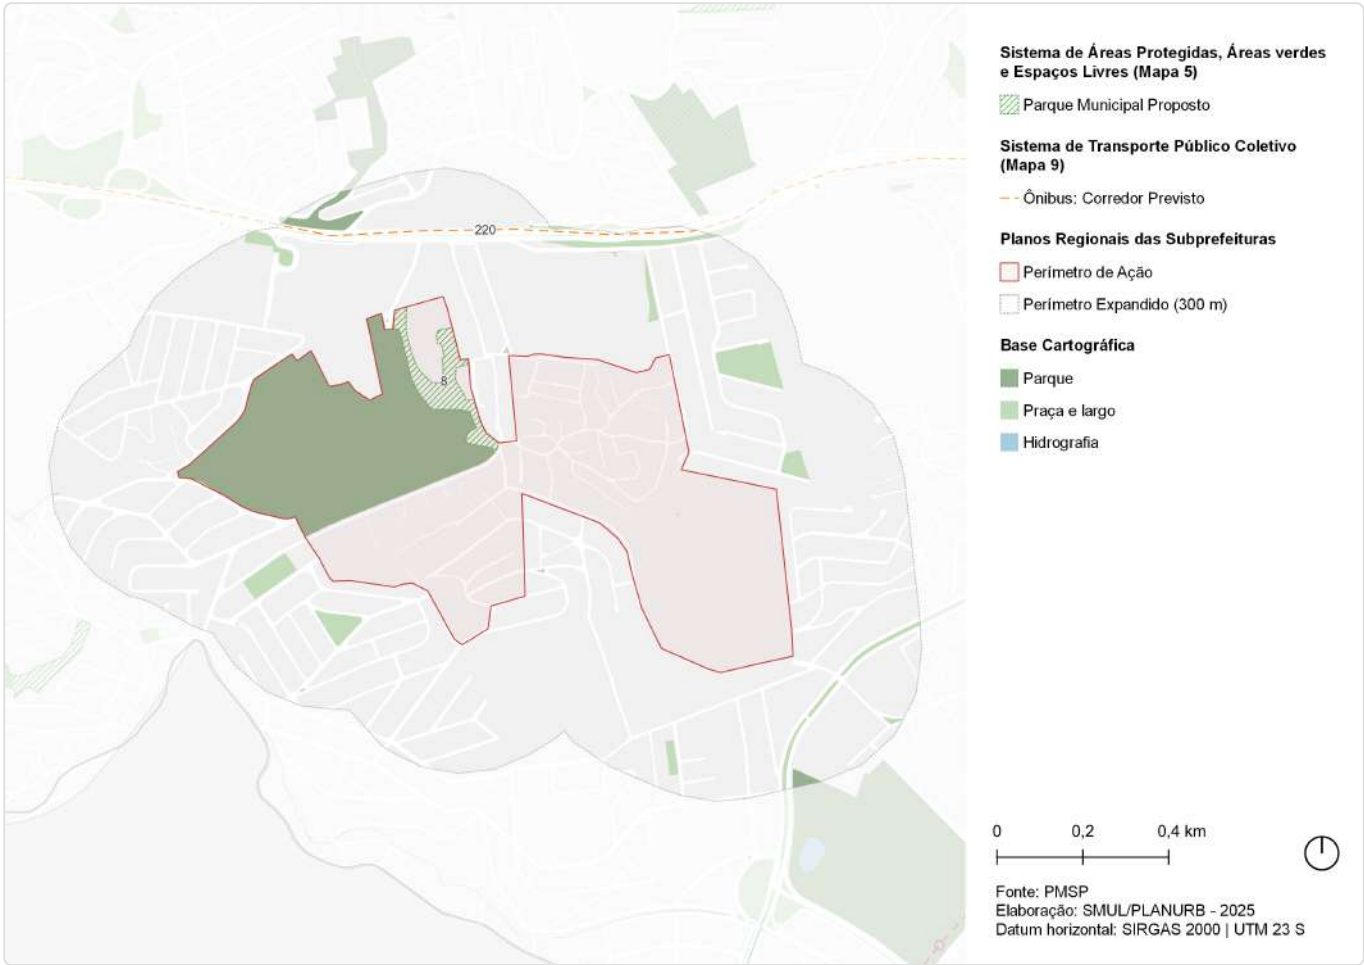 220
8
Sistema de Áreas Protegidas, Áreas verdes
e Espaços Livres (Mapa 5)
Parque Municipal Proposto
Sistema de Transporte Público Coletivo
(Mapa 9)
Ônibus: Corredor Previsto
Planos Regionais das Subprefeituras
Perímetro de Ação
Perímetro Expandido (300 m)
Base Cartográfica
Parque
Praça e largo
Hidrografia
0 0,2 0,4 km
Fonte: PMSP
Elaboração: SMUL/PLANURB - 2025
Datum horizontal: SIRGAS 2000 | UTM 23 S